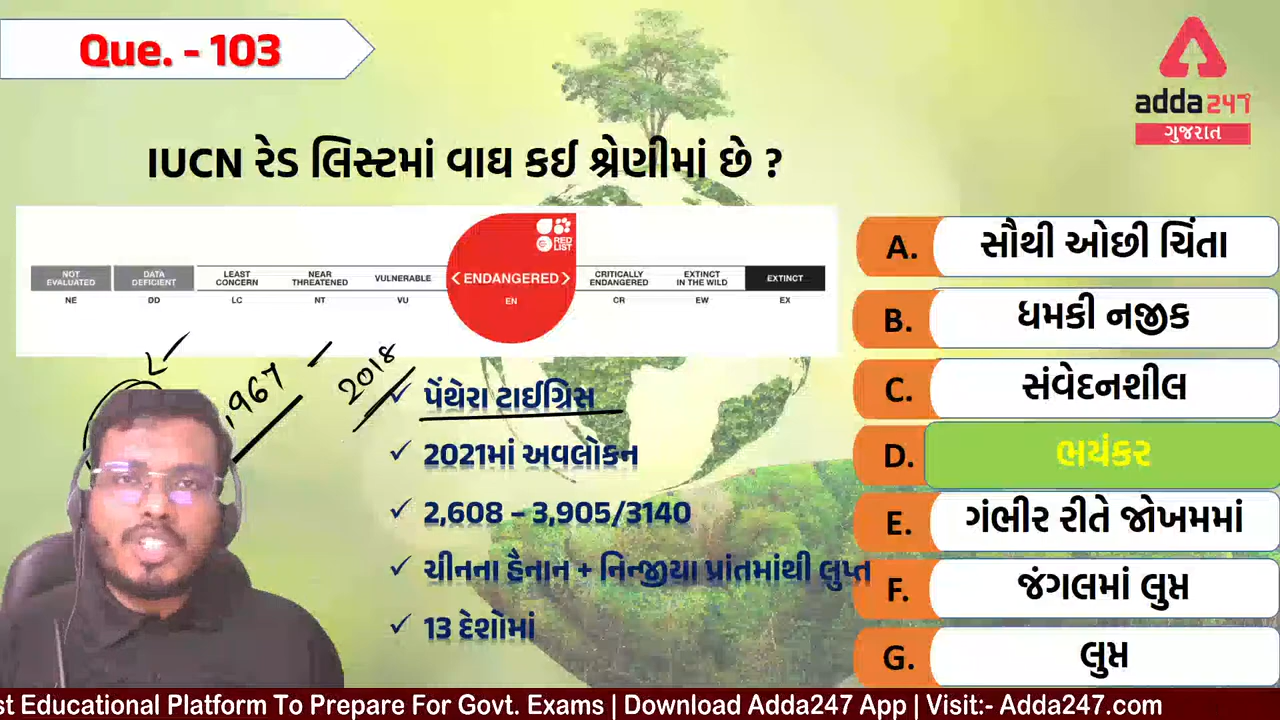 Que. - 103
adda247
ગુજરાત
IUCN રેડ લિસ્ટમાં વાઘ કઈ શ્રેણીમાં છે ?
RED
LIST
NOT
EVALUATED
DATA
DEFICIENT
LEAST
CONCERN
NEAR
THREATENED
VULNERABLE
<ENDANGERED>
CRITICALLY
ENDANGERED
EXTINCT
IN THE WILD
EXTINCT
NE
DD
LC
NT
VU
EN
CR
EW
EX
2018
પેંથેરા ટાઈગ્રિસ
2021માં અવલોકન
2,608 – 3,905/3140
ચીનના હૈનાન + નિન્જીયા પ્રાંતમાંથી લુપ્ત
13 દેશોમાં
A. સૌથી ઓછી ચિંતા
B. ધમકી નજીક
C. સંવેદનશીલ
D. ભયંકર
E. ગંભીર રીતે જોખમમાં
F. જંગલમાં લુપ્ત
G. લુપ્ત
st Educational Platform To Prepare For Govt. Exams | Download Adda247 App | Visit:- Adda247.com